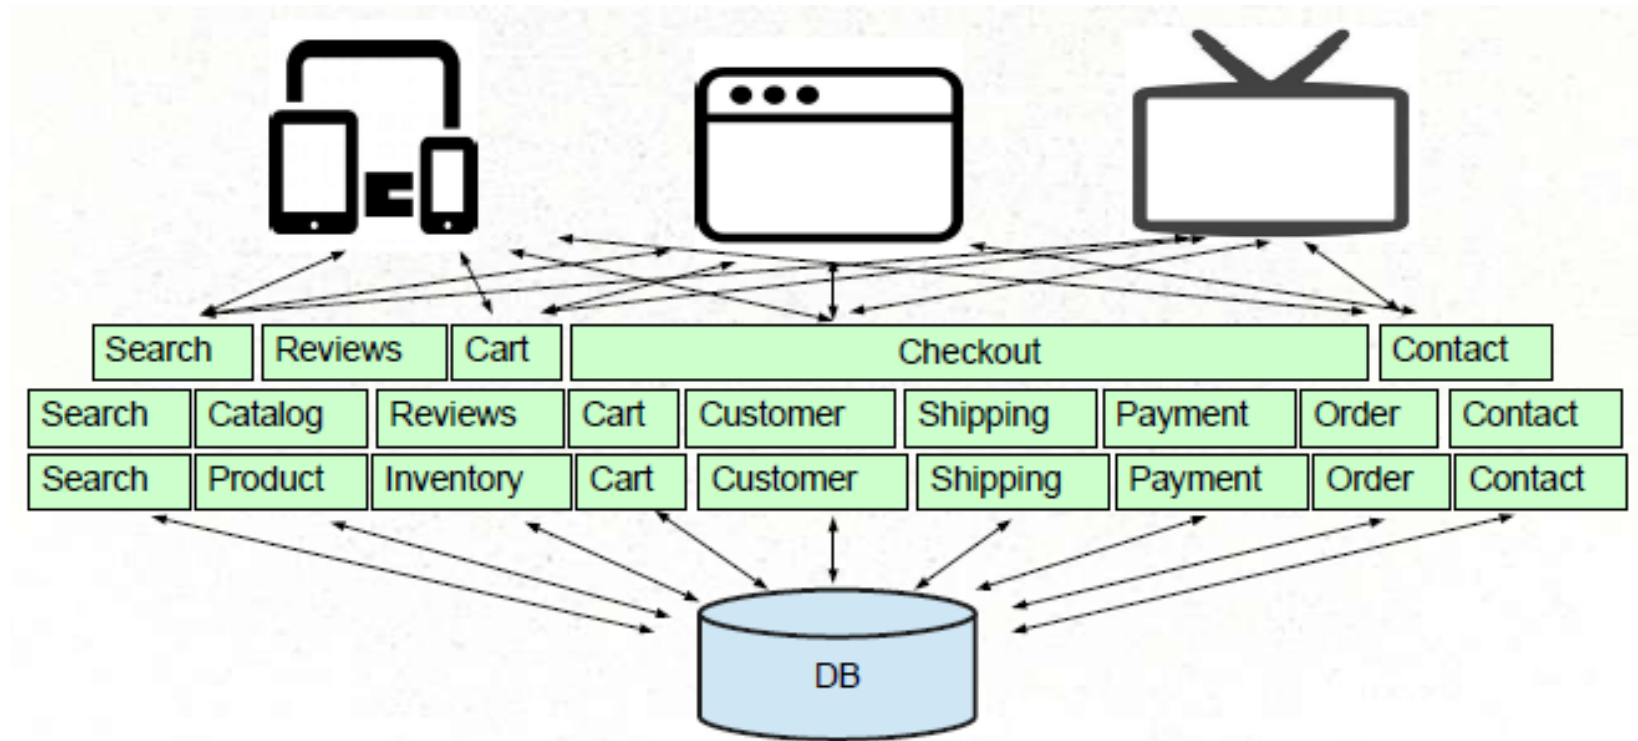 Search Reviews Cart Checkout Contact
Search Catalog Reviews Cart Customer Shipping Payment Order Contact
Search Product Inventory Cart Customer Shipping Payment Order Contact
DB